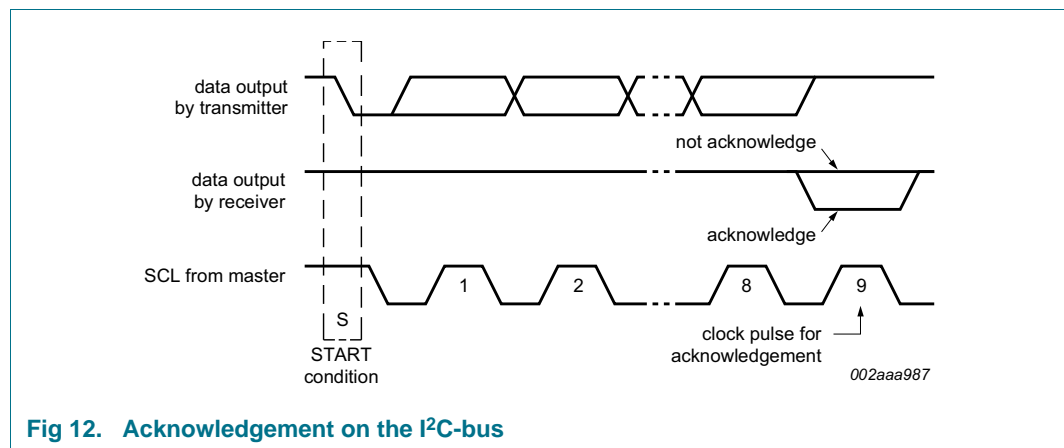 data output
by transmitter
not acknowledge
data output
by receiver
acknowledge
SCL from master
1
2
8
9
S
START
condition
clock pulse for
acknowledgement
002aaa987
Fig 12. Acknowledgement on the I²C-bus